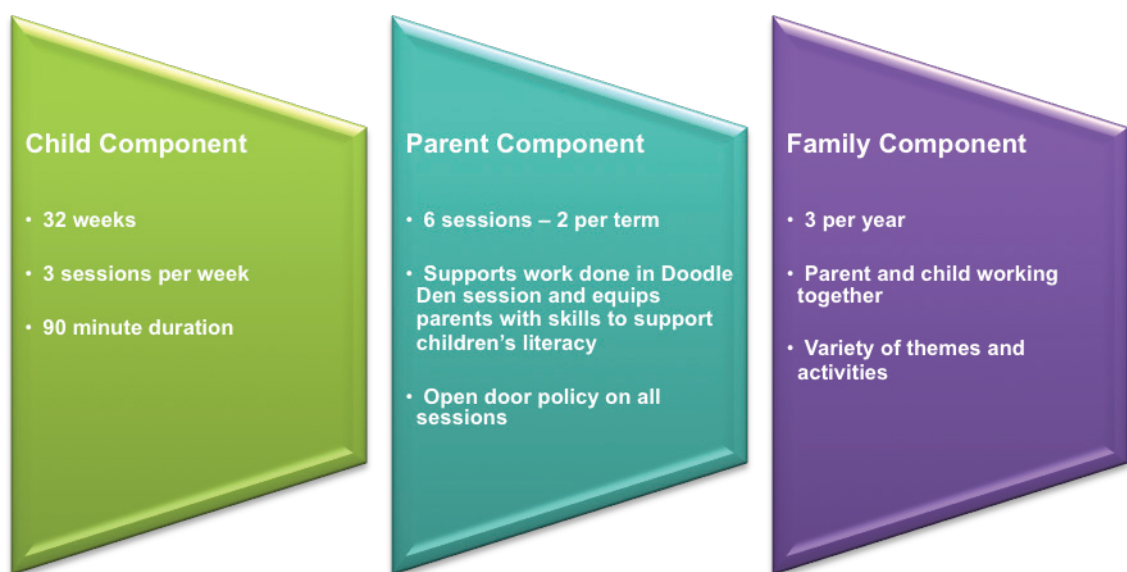 Child Component
• 32 weeks
• 3 sessions per week
• 90 minute duration
Parent Component
• 6 sessions – 2 per term
• Supports work done in Doodle
Den session and equips
parents with skills to support
children’s literacy
• Open door policy on all
sessions
Family Component
• 3 per year
• Parent and child working
together
• Variety of themes and
activities